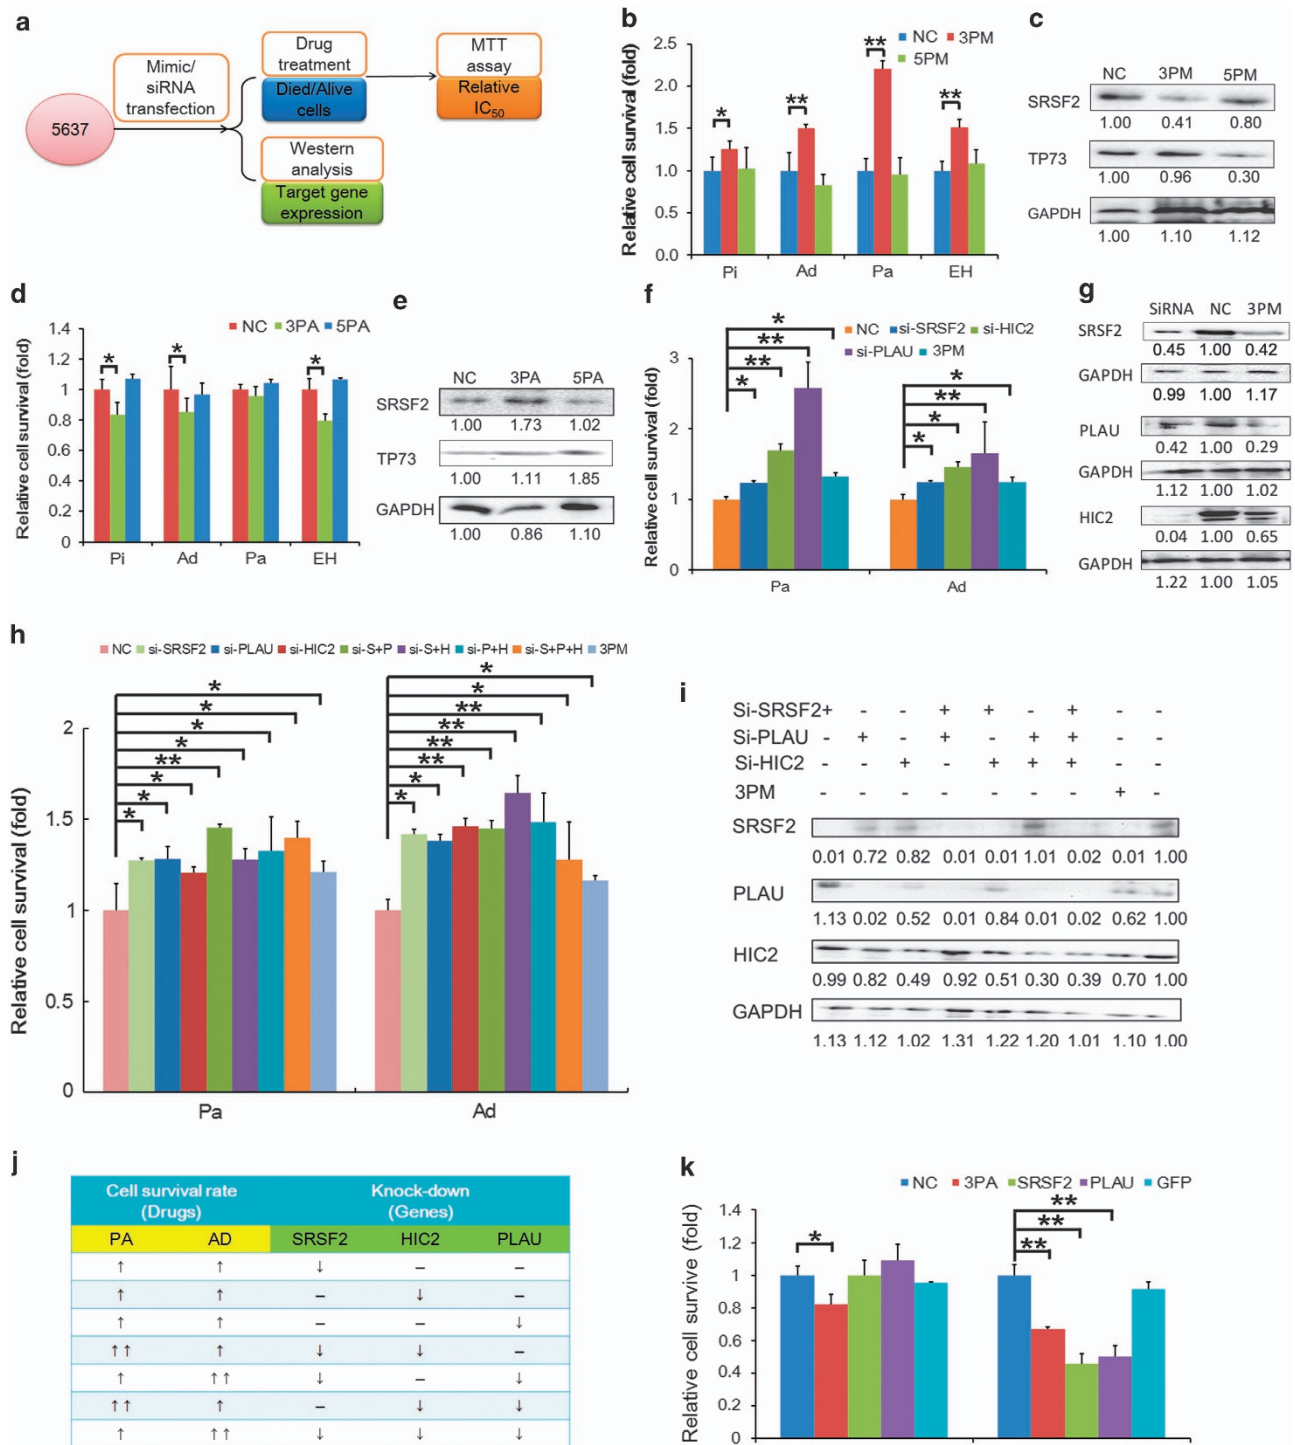 a
5637
Mimic/
siRNA
transfection
Drug
treatment
Died/Alive
cells
MTT
assay
Relative
IC50
Western
analysis
Target gene
expression
b
NC 3PM
5PM
Relative cell survival (fold)
2.5
2.0
1.5
1.0
0.5
0.0
* ** ** **
Pi Ad Pa EH
c
NC 3PM 5PM
SRSF2
1.00 0.41 0.80
TP73
1.00 0.96 0.30
GAPDH
1.00 1.10 1.12
d
NC 3PA 5PA
Relative cell survival (fold)
1.4
1.2
1
0.8
0.6
0.4
0.2
0
* * *
Pi Ad Pa EH
e
NC 3PA 5PA
SRSF2
1.00 1.73 1.02
TP73
1.00 1.11 1.85
GAPDH
1.00 0.86 1.10
f
NC si-SRSF2 si-HIC2
si-PLAU 3PM
Relative cell survival (fold)
3
2
1
0
*
**
**
*
*
**
*
*
Pa Ad
g
SiRNA NC 3PM
SRSF2
0.45 1.00 0.42
GAPDH
0.99 1.00 1.17
PLAU
0.42 1.00 0.29
GAPDH
1.12 1.00 1.02
HIC2
0.04 1.00 0.65
GAPDH
1.22 1.00 1.05
h
NC si-SRSF2 si-PLAU si-HIC2 si-S+P si-S+H si-P+H si-S+P+H 3PM
Relative cell survival (fold)
2
1.5
1
0.5
0
*
*
*
*
**
*
*
*
*
*
**
**
**
**
*
*
Pa Ad
i
Si-SRSF2+ - - + + - + - -
Si-PLAU - + - + - + + - -
Si-HIC2 - - + - + + + - -
3PM - - - - - - - + -
SRSF2
0.01 0.72 0.82 0.01 0.01 1.01 0.02 0.01 1.00
PLAU
1.13 0.02 0.52 0.01 0.84 0.01 0.02 0.62 1.00
HIC2
0.99 0.82 0.49 0.92 0.51 0.30 0.39 0.70 1.00
GAPDH
1.13 1.12 1.02 1.31 1.22 1.20 1.01 1.10 1.00
j
Cell survival rate
(Drugs)
Knock-down
(Genes)
PA AD SRSF2 HIC2 PLAU
↑ ↑ ↓ – –
↑ ↑ – ↓ –
↑ ↑ – – ↓
↑↑ ↑ ↓ ↓ –
↑ ↑↑ ↓ – ↓
↑↑ ↑ – ↓ ↓
↑ ↑↑ ↓ ↓ ↓
k
NC 3PA SRSF2 PLAU GFP
Relative cell survive (fold)
1.4
1.2
1
0.8
0.6
0.4
0.2
0
*
**
**
**